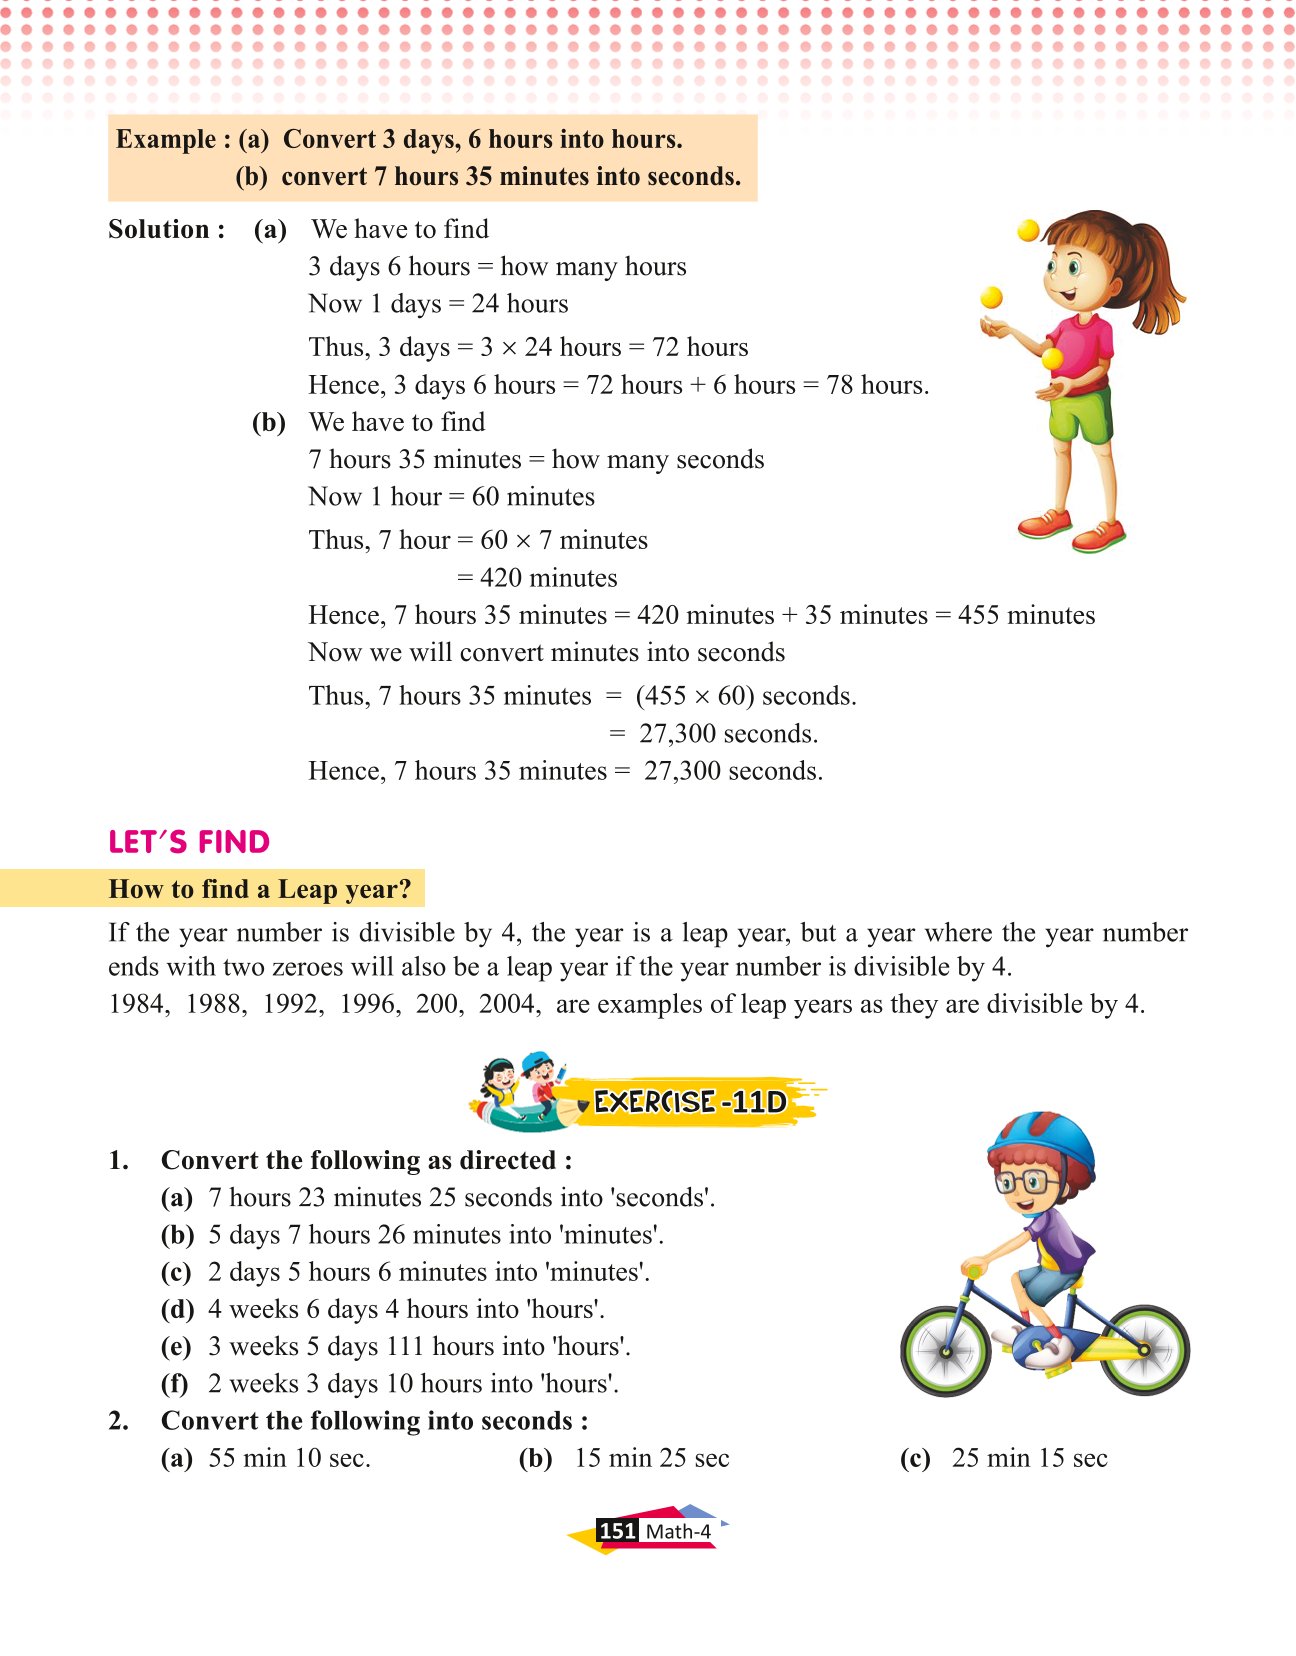 Example : (a) Convert 3 days, 6 hours into hours.
(b) convert 7 hours 35 minutes into seconds.
Solution : (a) We have to find
3 days 6 hours = how many hours
Now 1 days = 24 hours
Thus, 3 days = 3 × 24 hours = 72 hours
Hence, 3 days 6 hours = 72 hours + 6 hours = 78 hours.
(b) We have to find
7 hours 35 minutes = how many seconds
Now 1 hour = 60 minutes
Thus, 7 hour = 60 × 7 minutes
= 420 minutes
Hence, 7 hours 35 minutes = 420 minutes + 35 minutes = 455 minutes
Now we will convert minutes into seconds
Thus, 7 hours 35 minutes = (455 × 60) seconds.
= 27,300 seconds.
Hence, 7 hours 35 minutes = 27,300 seconds.
LET'S FIND
How to find a Leap year?
If the year number is divisible by 4, the year is a leap year, but a year where the year number
ends with two zeroes will also be a leap year if the year number is divisible by 4.
1984, 1988, 1992, 1996, 200, 2004, are examples of leap years as they are divisible by 4.
EXERCISE -11D
1. Convert the following as directed :
(a) 7 hours 23 minutes 25 seconds into 'seconds'.
(b) 5 days 7 hours 26 minutes into 'minutes'.
(c) 2 days 5 hours 6 minutes into 'minutes'.
(d) 4 weeks 6 days 4 hours into 'hours'.
(e) 3 weeks 5 days 111 hours into 'hours'.
(f) 2 weeks 3 days 10 hours into 'hours'.
2. Convert the following into seconds :
(a) 55 min 10 sec. (b) 15 min 25 sec (c) 25 min 15 sec
151 Math-4